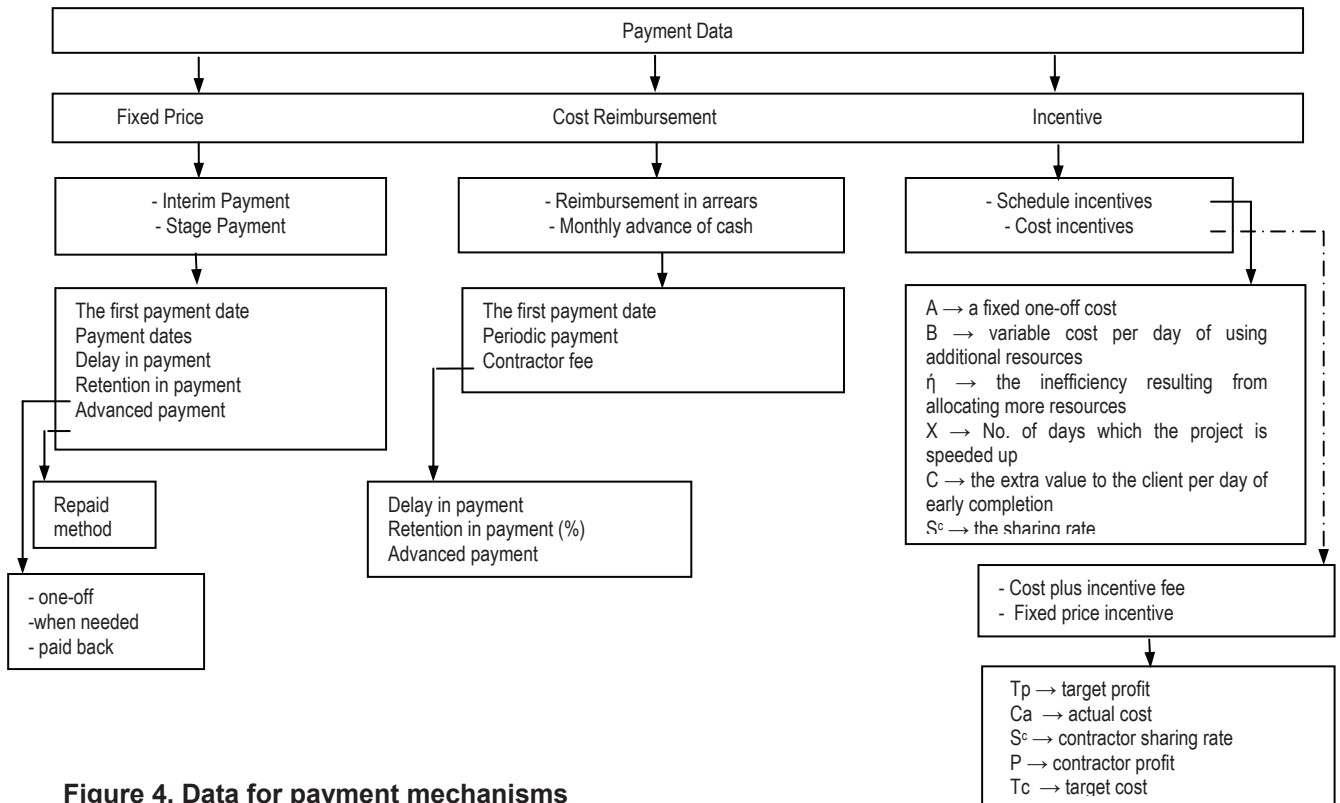 Payment Data
Fixed Price
Cost Reimbursement
Incentive
- Interim Payment
- Stage Payment
- Reimbursement in arrears
- Monthly advance of cash
- Schedule incentives
- Cost incentives
The first payment date
Payment dates
Delay in payment
Retention in payment
Advanced payment
The first payment date
Periodic payment
Contractor fee
A → a fixed one-off cost
B → variable cost per day of using
additional resources
ή → the inefficiency resulting from
allocating more resources
X → No. of days which the project is
speeded up
C → the extra value to the client per day of
early completion
Sᶜ → the sharing rate
Repaid
method
Delay in payment
Retention in payment (%)
Advanced payment
- one-off
-when needed
- paid back
- Cost plus incentive fee
- Fixed price incentive
Tp → target profit
Ca → actual cost
Sᶜ → contractor sharing rate
P → contractor profit
Tc → target cost
Figure 4. Data for payment mechanisms